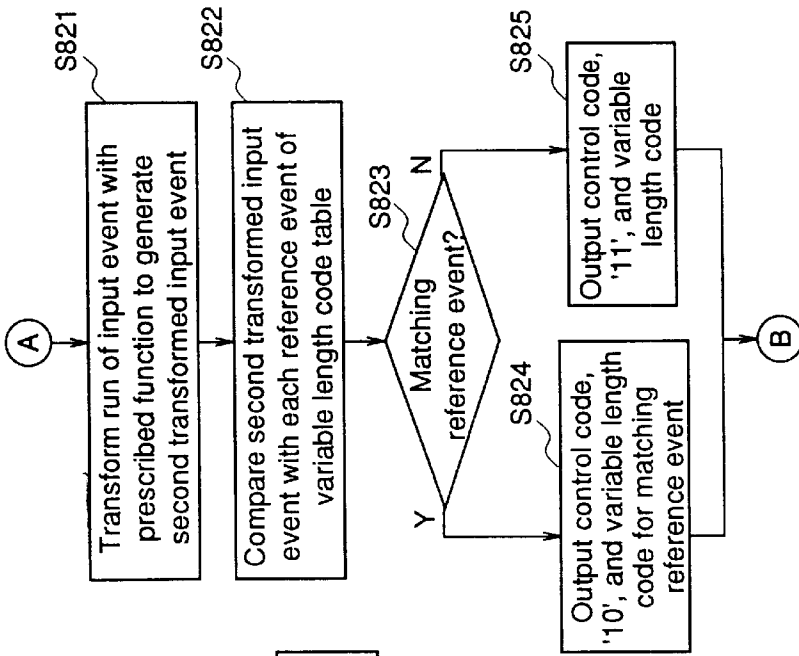 A
S821
Transform run of input event with
prescribed function to generate
second transformed input event
S822
Compare second transformed input
event with each reference event of
variable length code table
S823
Matching
reference event?
Y
N
S824
Output control code,
'10', and variable length
code for matching
reference event
S825
Output control code,
'11', and variable
length code
B